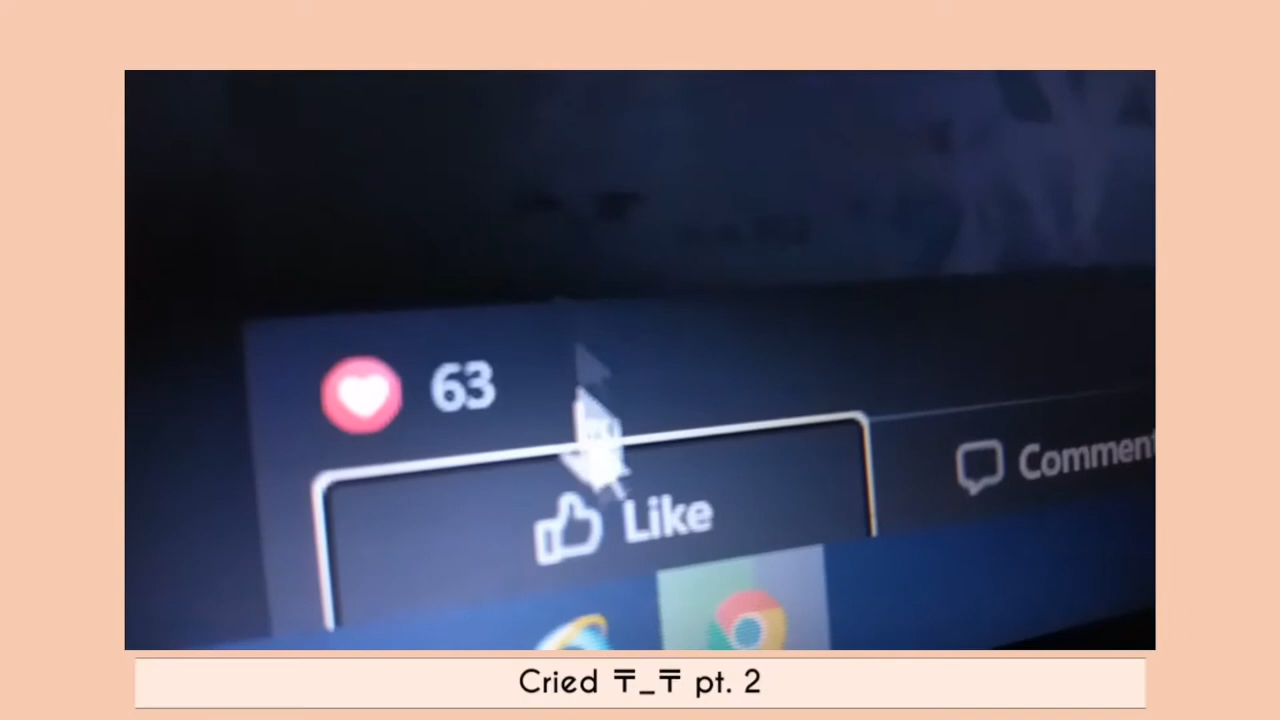 63
Like
Comment
Cried 〒_〒 pt. 2